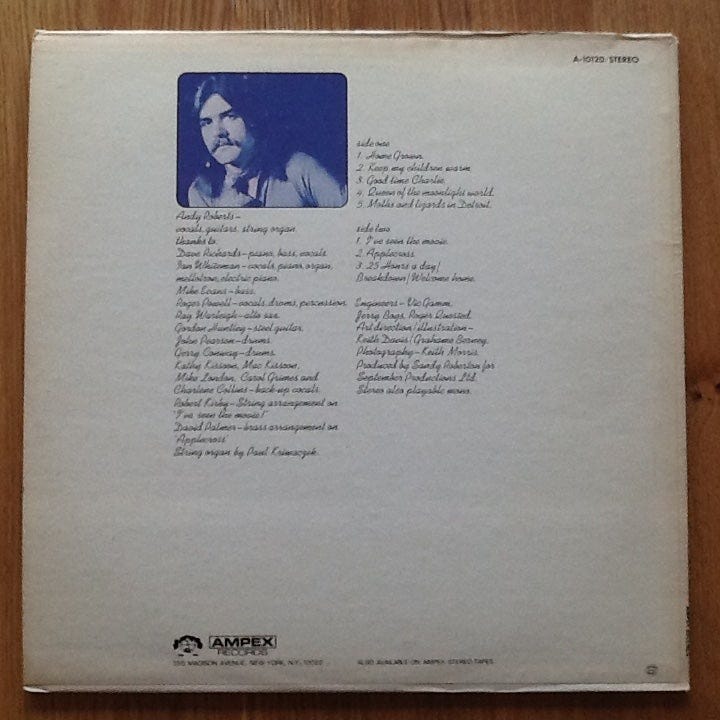 A-10120/STEREO
Andy Roberts—
vocals, guitars, string organ.
thanks to.
Dave Richards—piano, bass, vocals
Ian Whiteman—vocals, piano, organ,
mellotron, electric piano.
Mike Evans—bass.
Roger Powell—vocals, drums, percussion.
Ray Warleigh—alto sax.
Gordon Huntley—steel guitar.
John Pearson—drums.
Gerry Conway—drums.
Kathy Kissoon, Mac Kissoon,
Mike London, Carol Grimes and
Charlene Collins—back-up vocals.
Robert Kirby—String arrangement on
'I've seen the movie!'
David Palmer—brass arrangement on
'Applecross'
String organ by Paul
side one
1. Home Grown.
2. Keep my children warm.
3. Good time Charlie.
4. Queen of the moonlight world.
5. Moths and lizards in Detroit.
side two
1. I've seen the movie.
2. Applecross.
3. 25 Hours a day/
Breakdown/Welcome home.
Engineers—Vic Gamm,
Jerry Boys, Roger Quested.
Art direction/illustration—
Keith Davis/Grahame Berney.
Photography—Keith Morris.
Produced by Sandy Roberton for
September Productions Ltd.
Stereo also playable mono.
AMPEX
RECORDS
555 MADISON AVENUE, NEW YORK, N.Y. 10022
ALSO AVAILABLE ON AMPEX STEREO TAPES